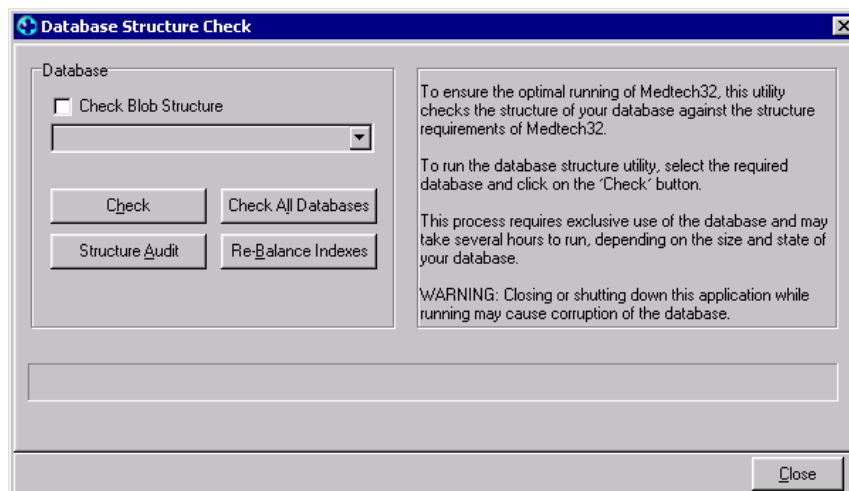 Database Structure Check
Database
Check Blob Structure
Check
Check All Databases
Structure Audit
Re-Balance Indexes
To ensure the optimal running of Medtech32, this utility
checks the structure of your database against the structure
requirements of Medtech32.
To run the database structure utility, select the required
database and click on the ‘Check’ button.
This process requires exclusive use of the database and may
take several hours to run, depending on the size and state of
your database.
WARNING: Closing or shutting down this application while
running may cause corruption of the database.
Close